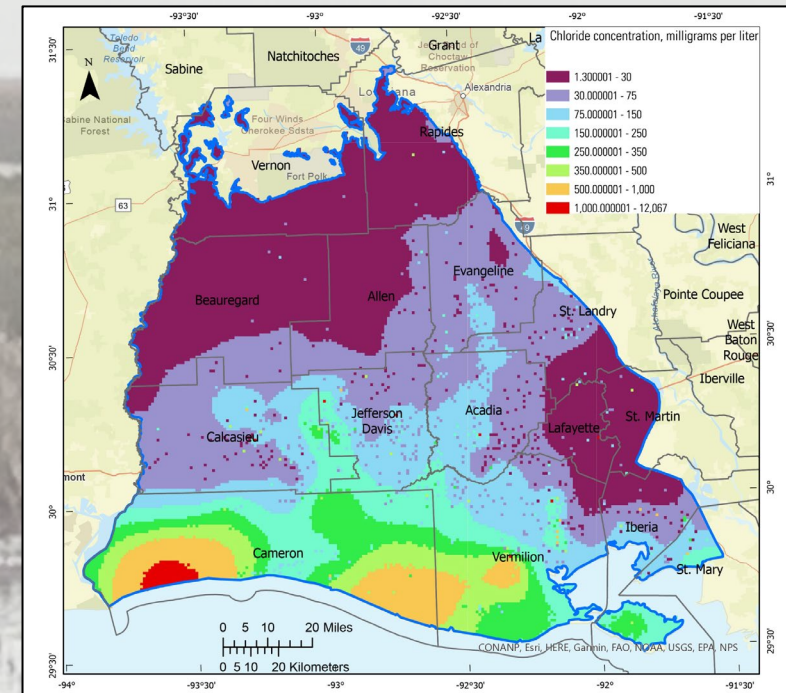 -93°30'
-93°
-92°30'
-92°
-91°30'
Chloride concentration, milligrams per liter
1.300001 - 30
30.000001 - 75
75.000001 - 150
150.000001 - 250
250.000001 - 350
350.000001 - 500
500.000001 - 1,000
1,000.000001 - 12,067
31°30'
Toledo
Bend
Reservoir
N
Sabine
Natchitoches
49
Grant
La
of
Choctaw
Reservation
Alexandria
Sabine National
Forest
Four Winds
Cherokee Sdsta
Rapides
Vernon
Fort Polk
31°
63
31°
49
West
Feliciana
Evangeline
Beauregard
Allen
Pointe Coupee
St. Landry
Atchafalaya River
West
Baton
Rouge
30°30'
30°30'
Iberville
Jefferson
Davis
Acadia
St. Martin
Lafayette
Calcasieu
mont
30°
30°
Iberia
Cameron
Vermilion
St. Mary
0 5 10 20 Miles
0 5 10 20 Kilometers
CONANP, Esri, HERE, Garmin, FAO, NOAA, USGS, EPA, NPS
29°30'
29°30'
-94°
-93°30'
-93°
-92°30'
-92°
-91°30'